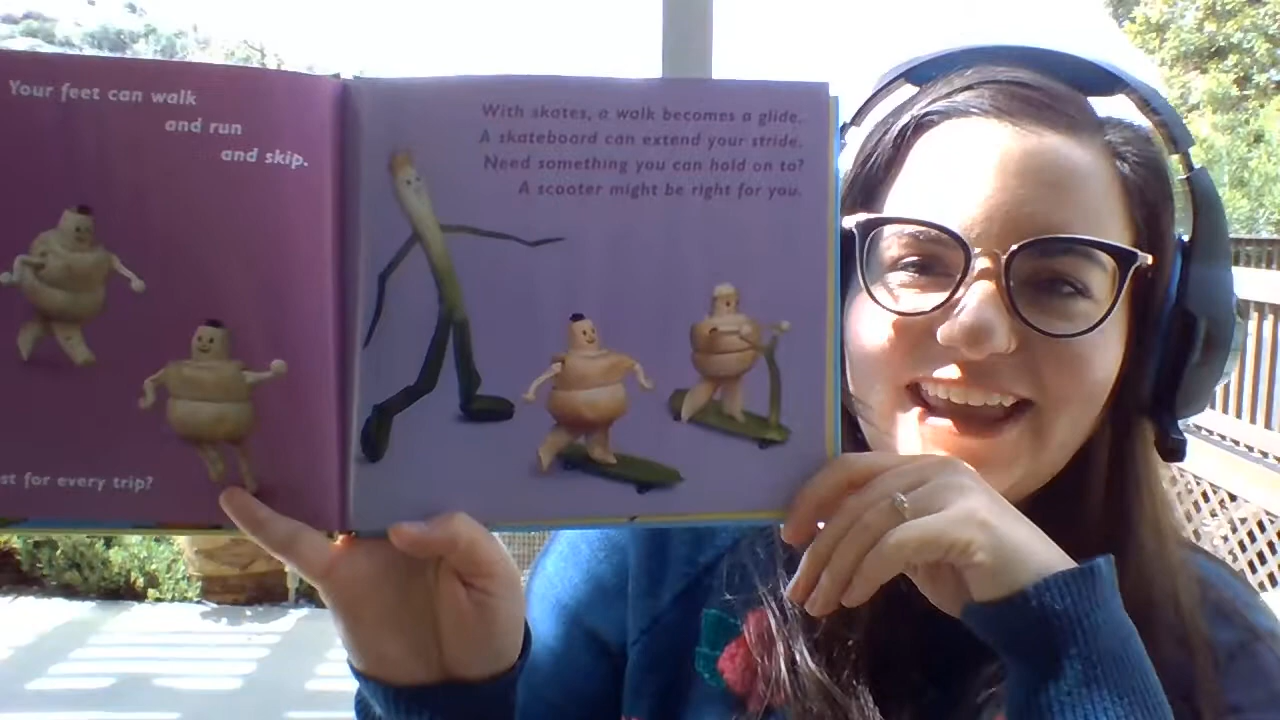 Your feet can walk
and run
and skip.
for every trip?
With skates, a walk becomes a glide.
A skateboard can extend your stride.
Need something you can hold on to?
A scooter might be right for you.